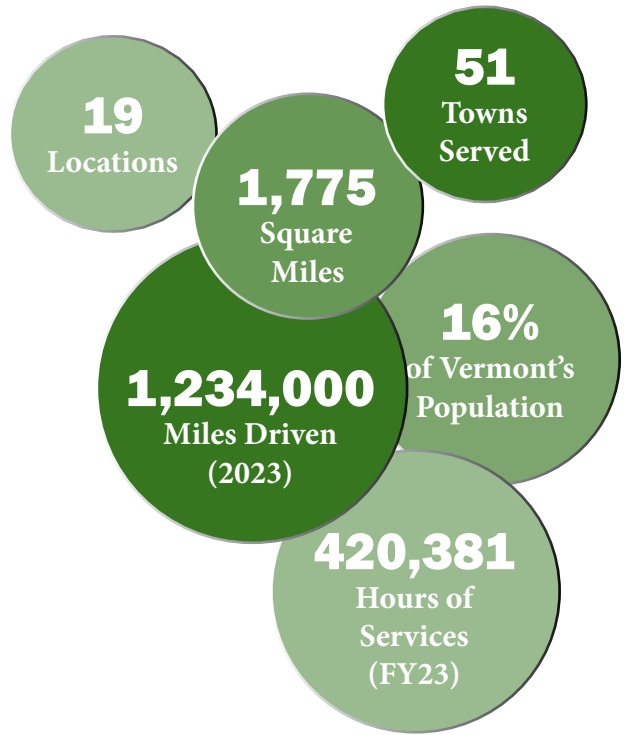 19
Locations
51
Towns
Served
1,775
Square
Miles
16%
of Vermont's
Population
1,234,000
Miles Driven
(2023)
420,381
Hours of
Services
(FY23)